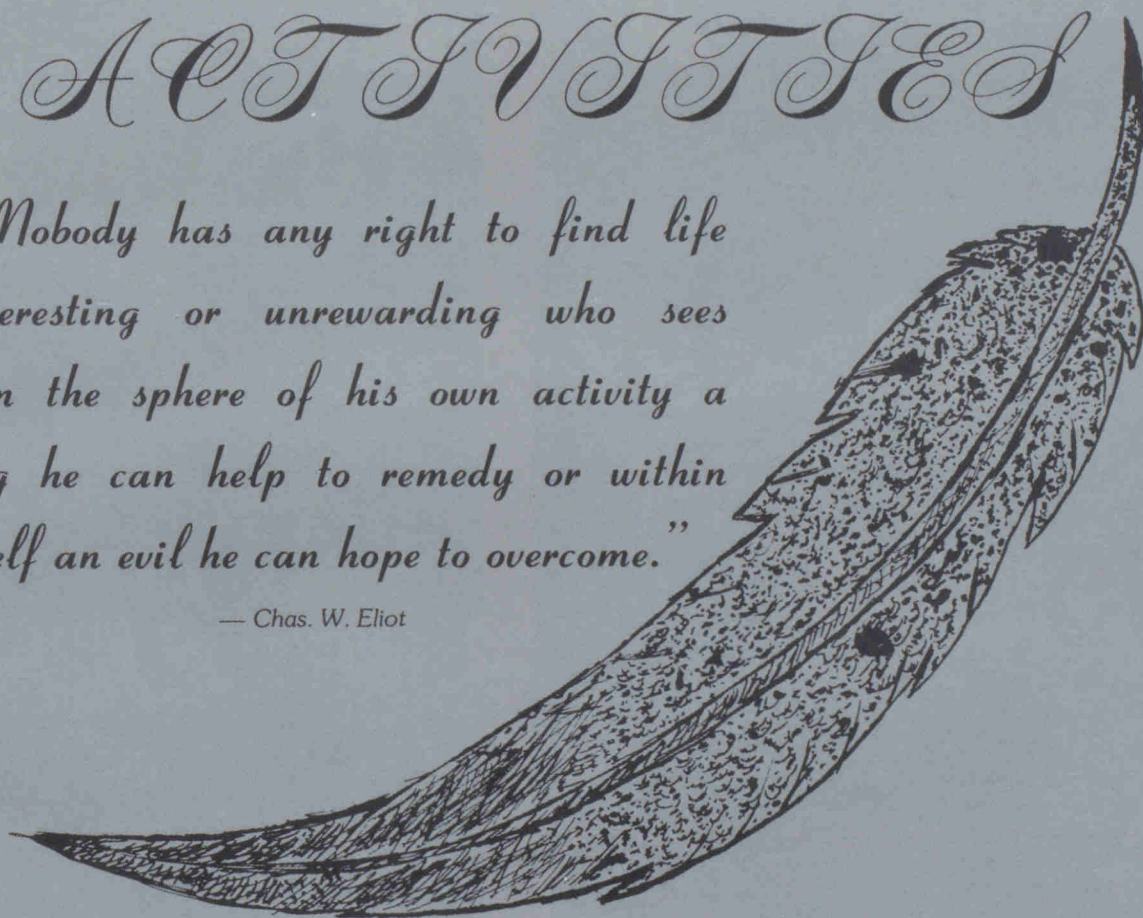 ACTIVITIES
Nobody has any right to find life
eresting or unrewarding who sees
n the sphere of his own activity a
g he can help to remedy or within
elf an evil he can hope to overcome.”
— Chas. W. Eliot